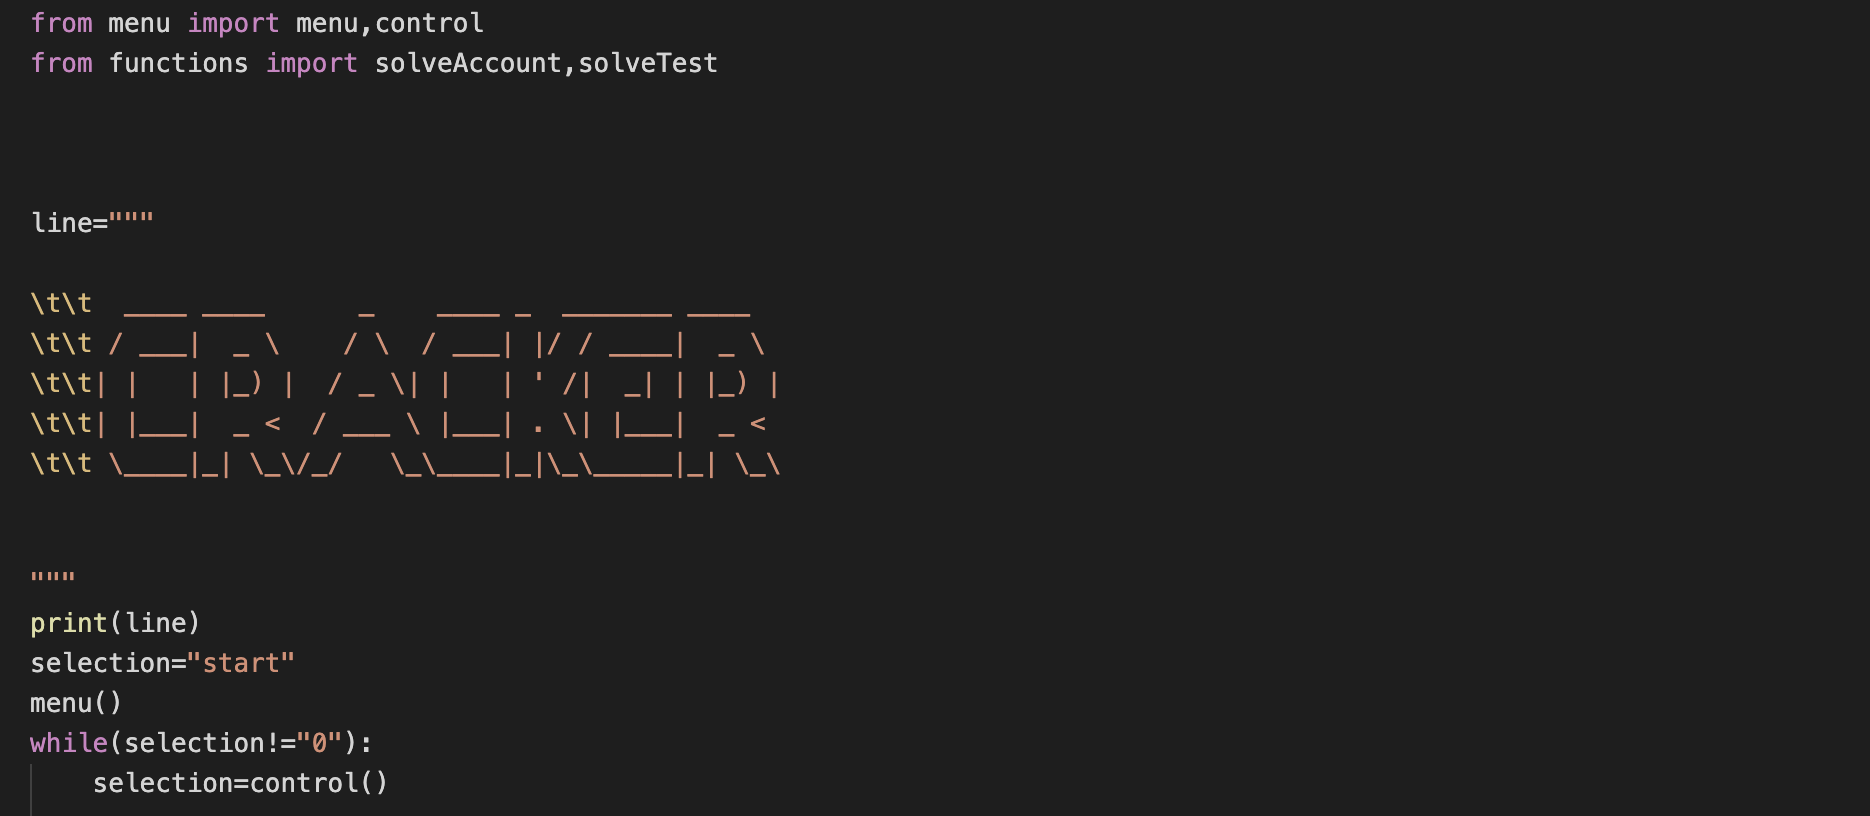 from menu import menu,control
from functions import solveAccount,solveTest
line="""
\t\t  ____ ____      _    ____ _  _______ ____
\t\t / ___|  _ \    / \  / ___| |/ / ____|  _ \
\t\t| |   | |_) |  / _ \| |   | ' /|  _| | |_) |
\t\t| |___|  _ <  / ___ \ |___| . \| |___|  _ <
\t\t \____|_| \_\/_/   \_\____|_|\_\_____|_| \_\
"""
print(line)
selection="start"
menu()
while(selection!="0"):
    selection=control()